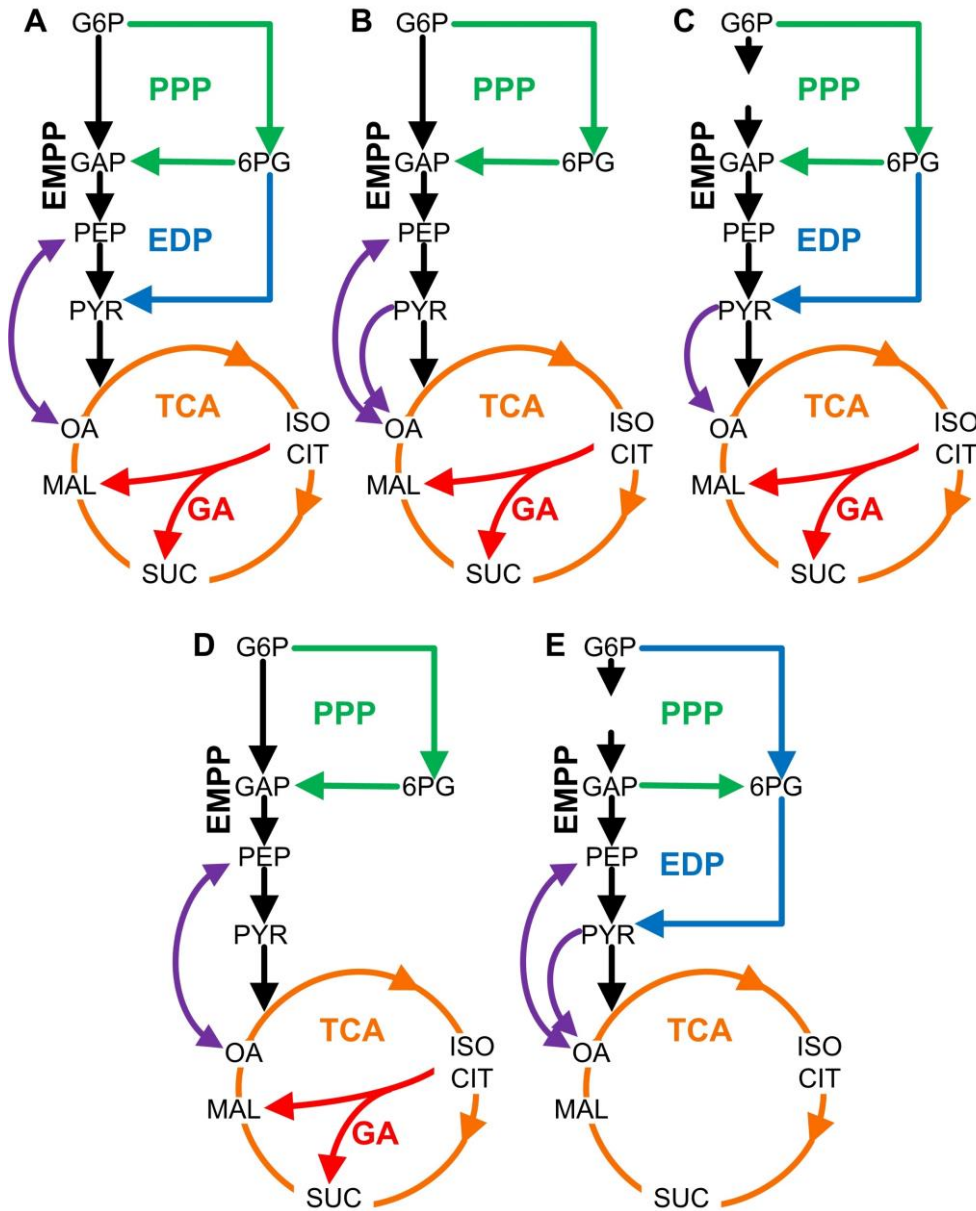 A
G6P
PPP
EMPP
GAP
6PG
PEP
EDP
PYR
TCA
OA
ISO
CIT
MAL
GA
SUC
B
G6P
PPP
EMPP
GAP
6PG
PEP
PYR
TCA
OA
ISO
CIT
MAL
GA
SUC
C
G6P
PPP
EMPP
GAP
6PG
PEP
EDP
PYR
TCA
OA
ISO
CIT
MAL
GA
SUC
D
G6P
PPP
EMPP
GAP
6PG
PEP
PYR
TCA
OA
ISO
CIT
MAL
GA
SUC
E
G6P
PPP
EMPP
GAP
6PG
PEP
EDP
PYR
TCA
OA
ISO
CIT
MAL
SUC